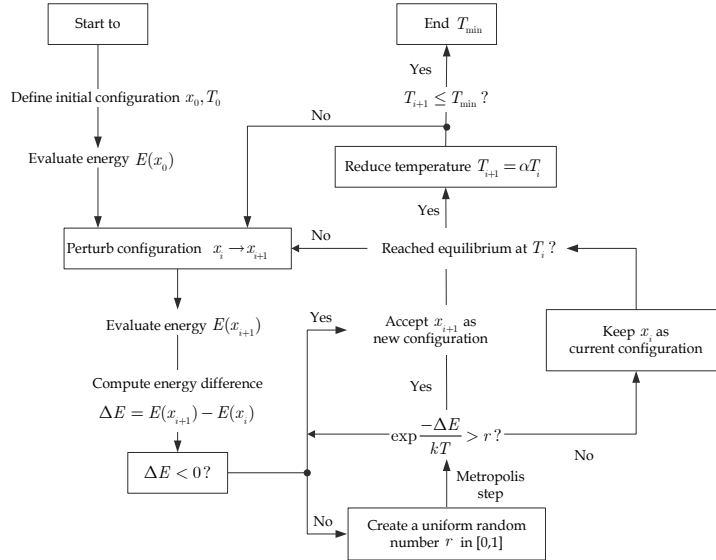 Start to
End T_min
Yes
Define initial configuration x_0, T_0
T_{i+1} ≤ T_min ?
No
Evaluate energy E(x_0)
Reduce temperature T_{i+1} = αT_i
Yes
Perturb configuration x_i → x_{i+1}
No
Reached equilibrium at T_i ?
Evaluate energy E(x_{i+1})
Yes
Accept x_{i+1} as
new configuration
Keep x_i as
current configuration
Compute energy difference
ΔE = E(x_{i+1}) − E(x_i)
Yes
exp −ΔE/kT > r ?
No
ΔE < 0 ?
Metropolis
step
No
Create a uniform random
number r in [0,1]